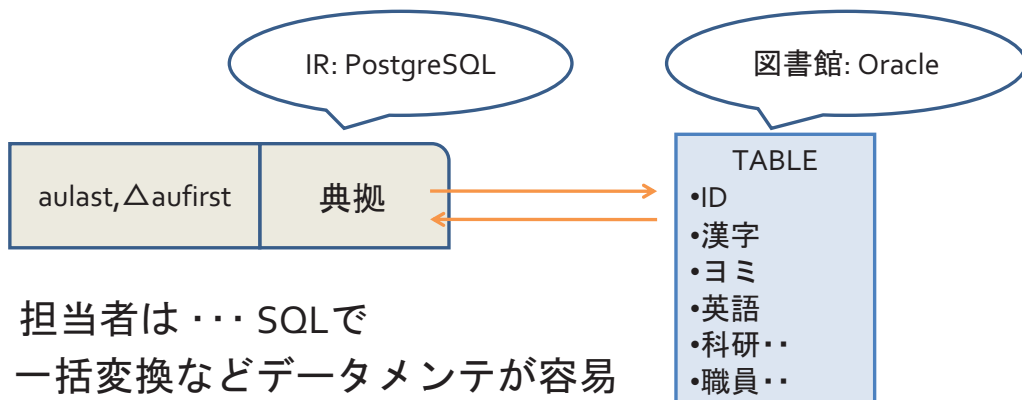 IR: PostgreSQL
図書館: Oracle
aulast,△aufirst
典拠
TABLE
•ID
•漢字
•ヨミ
•英語
•科研･･
•職員･･
担当者は ･･･ SQLで
一括変換などデータメンテが容易